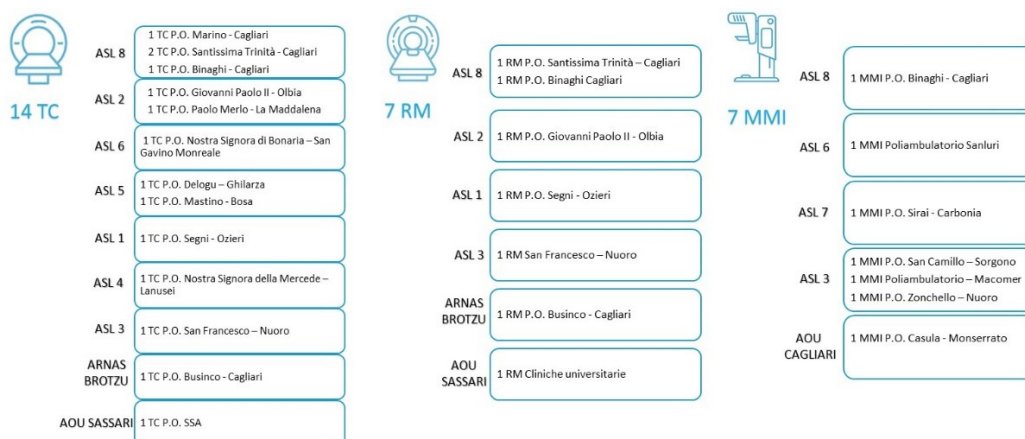 14 TC
ASL 8
1 TC P.O. Marino - Cagliari
2 TC P.O. Santissima Trinità - Cagliari
1 TC P.O. Binaghi - Cagliari
ASL 2
1 TC P.O. Giovanni Paolo II - Olbia
1 TC P.O. Paolo Merlo - La Maddalena
ASL 6
1 TC P.O. Nostra Signora di Bonaria – San
Gavino Monreale
ASL 5
1 TC P.O. Delogu – Ghilarza
1 TC P.O. Mastino - Bosa
ASL 1
1 TC P.O. Segni - Ozieri
ASL 4
1 TC P.O. Nostra Signora della Mercede –
Lanusei
ASL 3
1 TC P.O. San Francesco – Nuoro
ARNAS
BROTZU
1 TC P.O. Businco - Cagliari
AOU SASSARI
1 TC P.O. SSA
7 RM
ASL 8
1 RM P.O. Santissima Trinità – Cagliari
1 RM P.O. Binaghi Cagliari
ASL 2
1 RM P.O. Giovanni Paolo II - Olbia
ASL 1
1 RM P.O. Segni - Ozieri
ASL 3
1 RM San Francesco – Nuoro
ARNAS
BROTZU
1 RM P.O. Businco - Cagliari
AOU
SASSARI
1 RM Cliniche universitarie
7 MMI
ASL 8
1 MMI P.O. Binaghi - Cagliari
ASL 6
1 MMI Poliambulatorio Sanluri
ASL 7
1 MMI P.O. Sirai - Carbonia
ASL 3
1 MMI P.O. San Camillo – Sorgono
1 MMI Poliambulatorio – Macomer
1 MMI P.O. Zonchello – Nuoro
AOU
CAGLIARI
1 MMI P.O. Casula - Monserrato